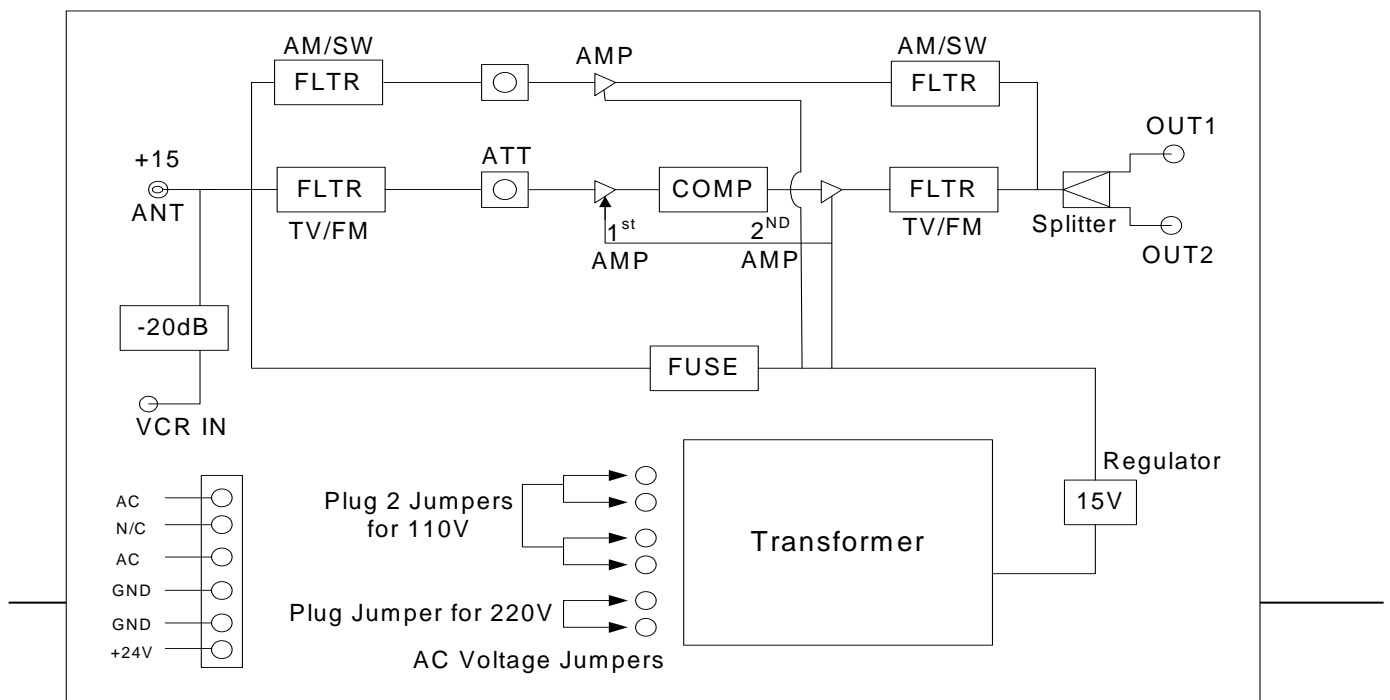 AM/SW
AMP
AM/SW
FLTR
FLTR
OUT1
+15
ATT
FLTR
COMP
FLTR
ANT
TV/FM
1st
2ND
TV/FM
Splitter
AMP
AMP
OUT2
-20dB
FUSE
VCR IN
Regulator
15V
AC
N/C
AC
GND
GND
+24V
Plug 2 Jumpers
for 110V
Transformer
Plug Jumper for 220V
AC Voltage Jumpers